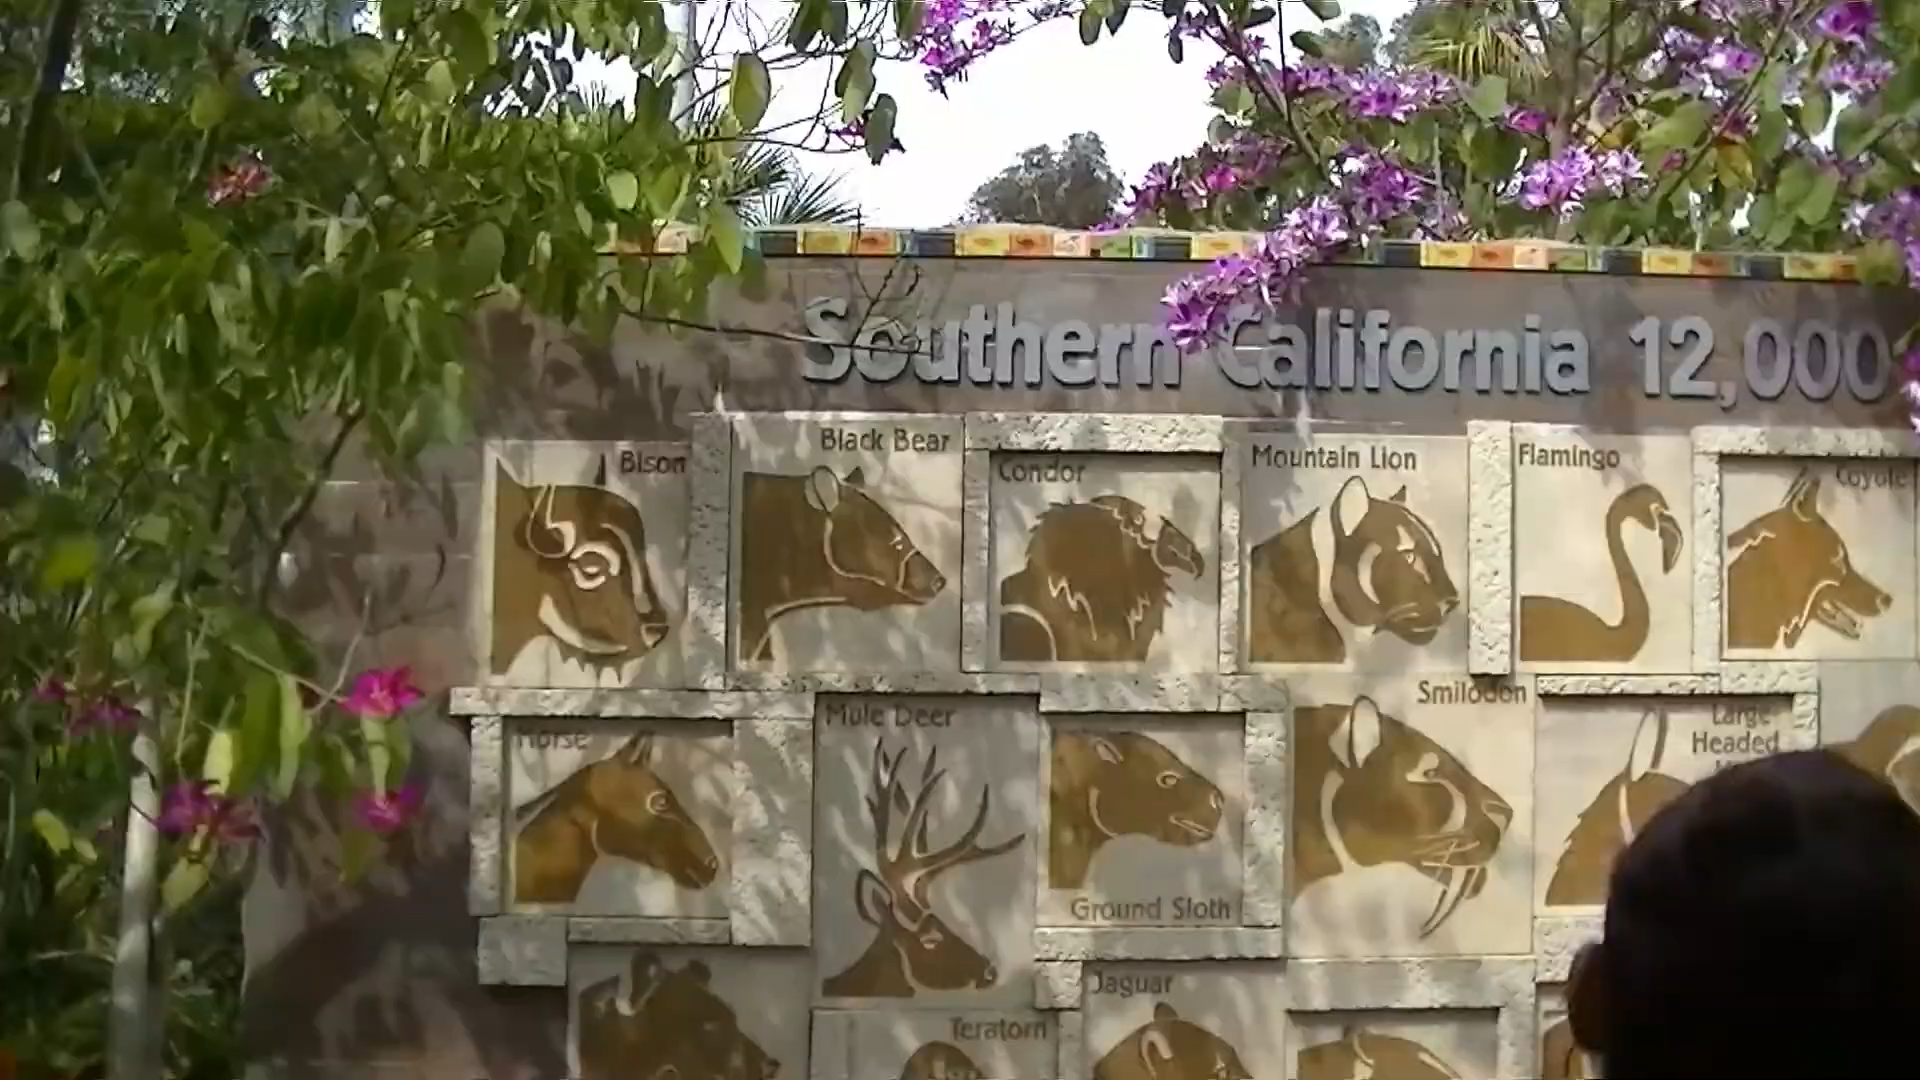 Southern California 12,000
Bison
Black Bear
Condor
Mountain Lion
Flamingo
Coyote
Horse
Mule Deer
Ground Sloth
Smilodon
Large
Headed
Teratorn
Jaguar